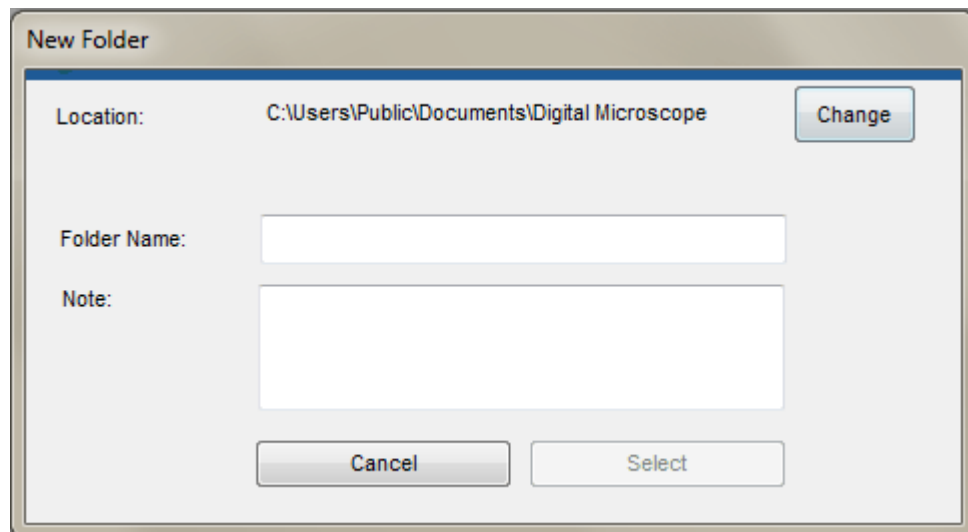 New Folder
Location: C:\Users\Public\Documents\Digital Microscope Change
Folder Name:
Note:
Cancel Select